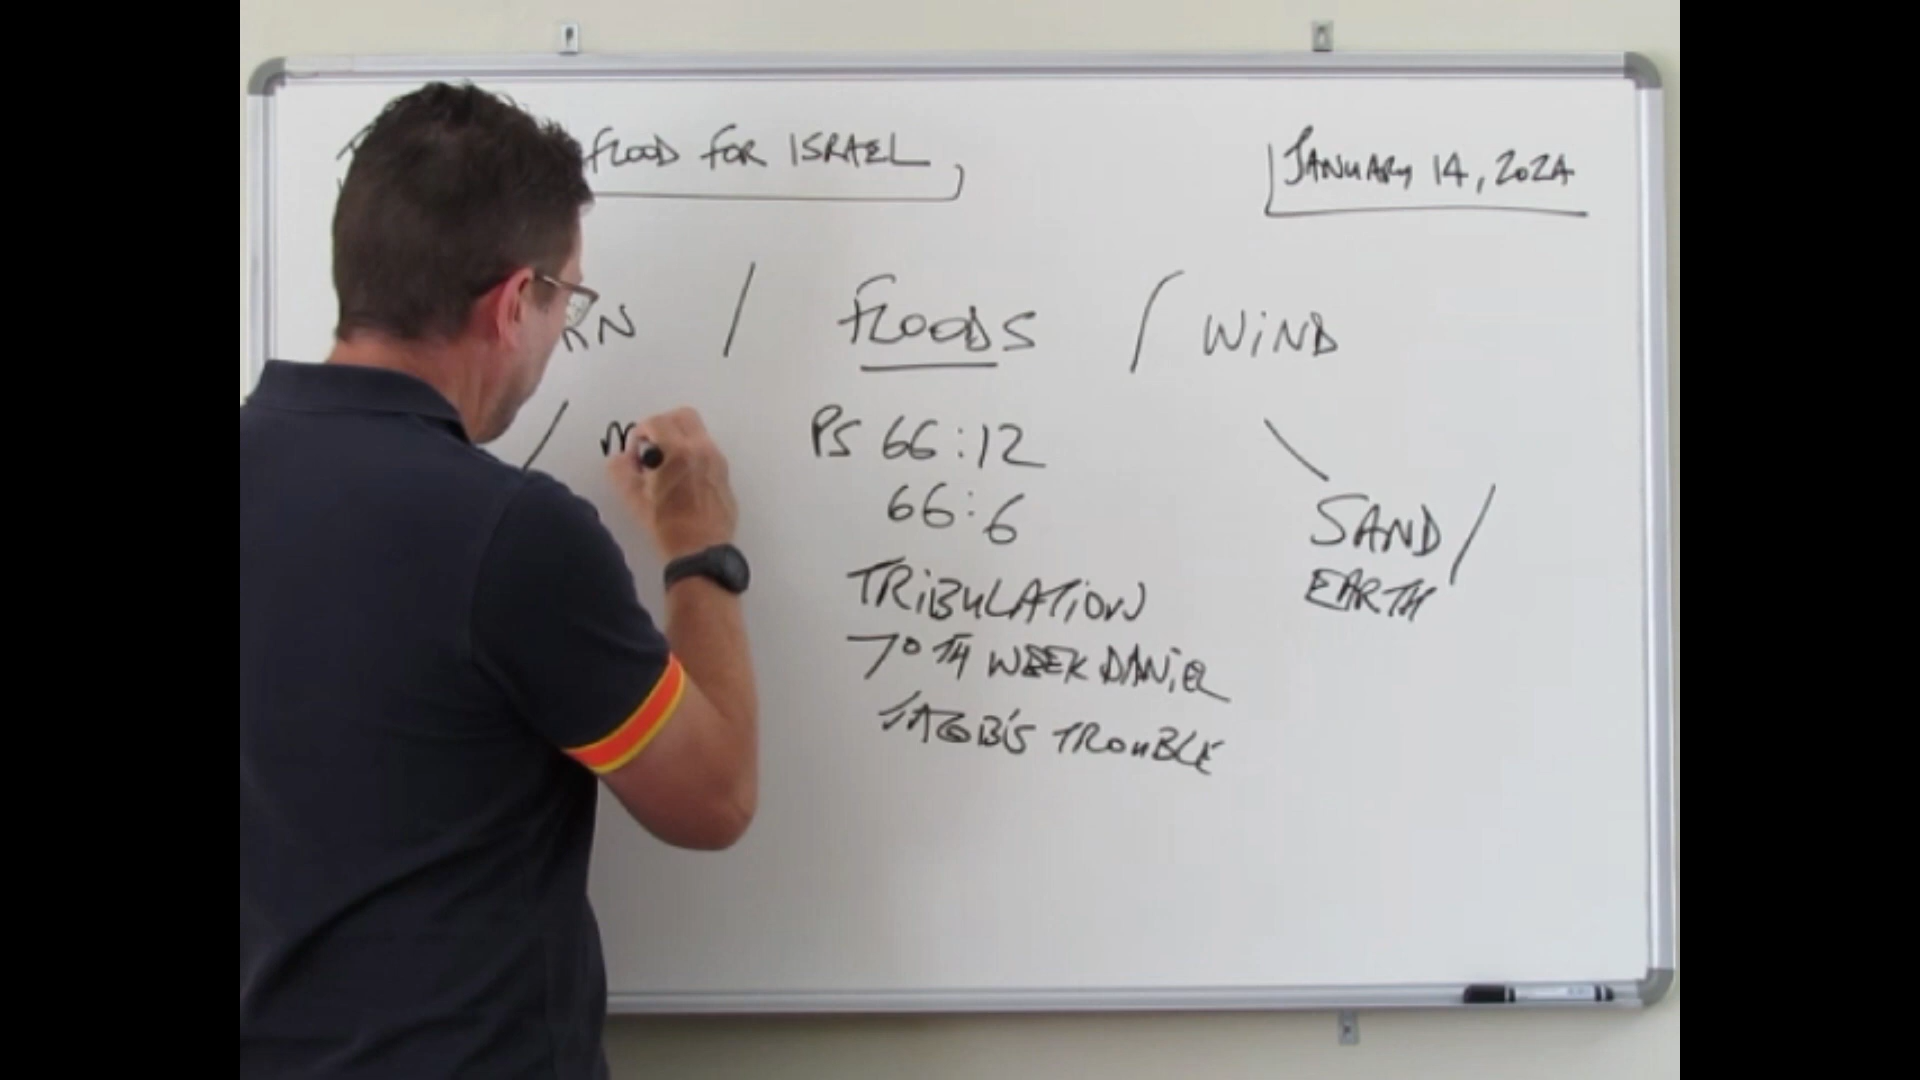 FLOOD FOR ISRAEL
JANUARY 14, 2024
/ FLOODS / WIND
/ PS 66:12 \
66:6
SAND /
TRIBULATION
EARTH
70TH WEEK DANIEL
JACOB'S TROUBLE